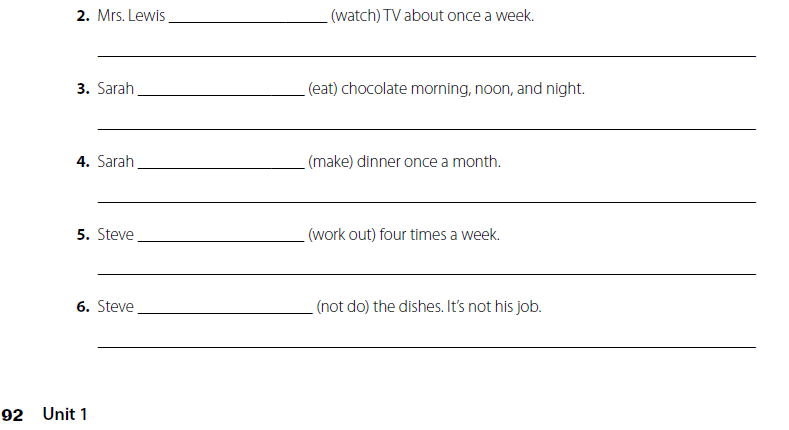 2. Mrs. Lewis ____________________ (watch) TV about once a week.
3. Sarah ____________________ (eat) chocolate morning, noon, and night.
4. Sarah ____________________ (make) dinner once a month.
5. Steve ____________________ (work out) four times a week.
6. Steve ____________________ (not do) the dishes. It's not his job.
92 Unit 1